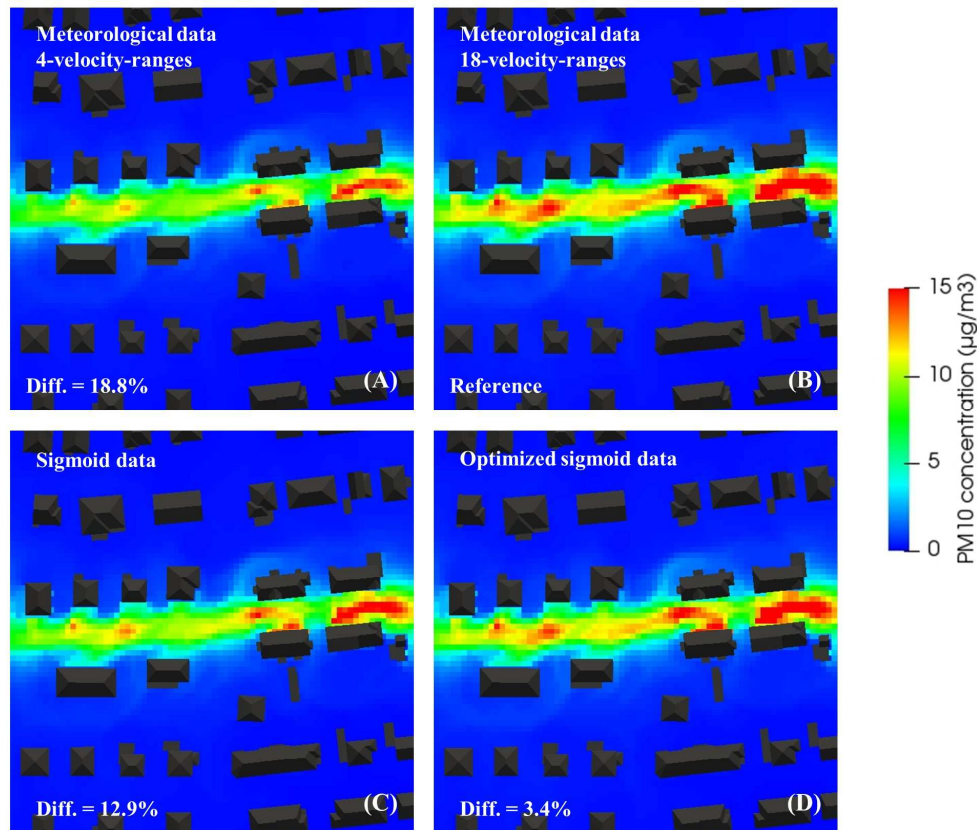 Meteorological data
4-velocity-ranges
Diff. = 18.8%
(A)
Meteorological data
18-velocity-ranges
Reference
(B)
Sigmoid data
Diff. = 12.9%
(C)
Optimized sigmoid data
Diff. = 3.4%
(D)
15
10
5
0
PM10 concentration (µg/m3)